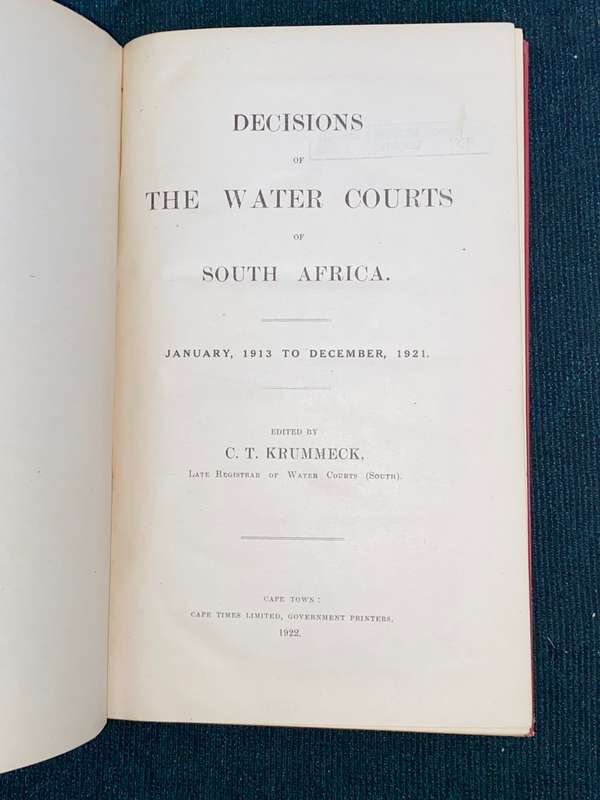 DECISIONS
OF
THE WATER COURTS
OF
SOUTH AFRICA.
JANUARY, 1913 TO DECEMBER, 1921.
EDITED BY
C. T. KRUMMECK,
LATE REGISTRAR OF WATER COURTS (SOUTH).
CAPE TOWN:
CAPE TIMES LIMITED, GOVERNMENT PRINTERS,
1922.